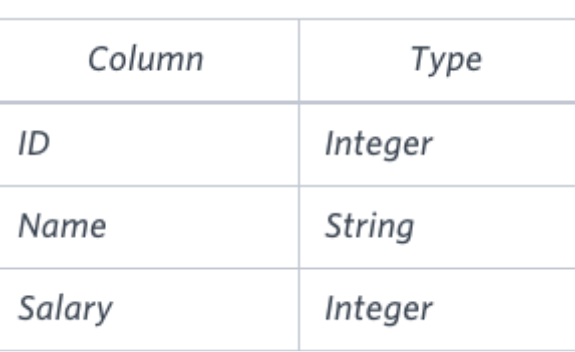 Column Type
ID Integer
Name String
Salary Integer